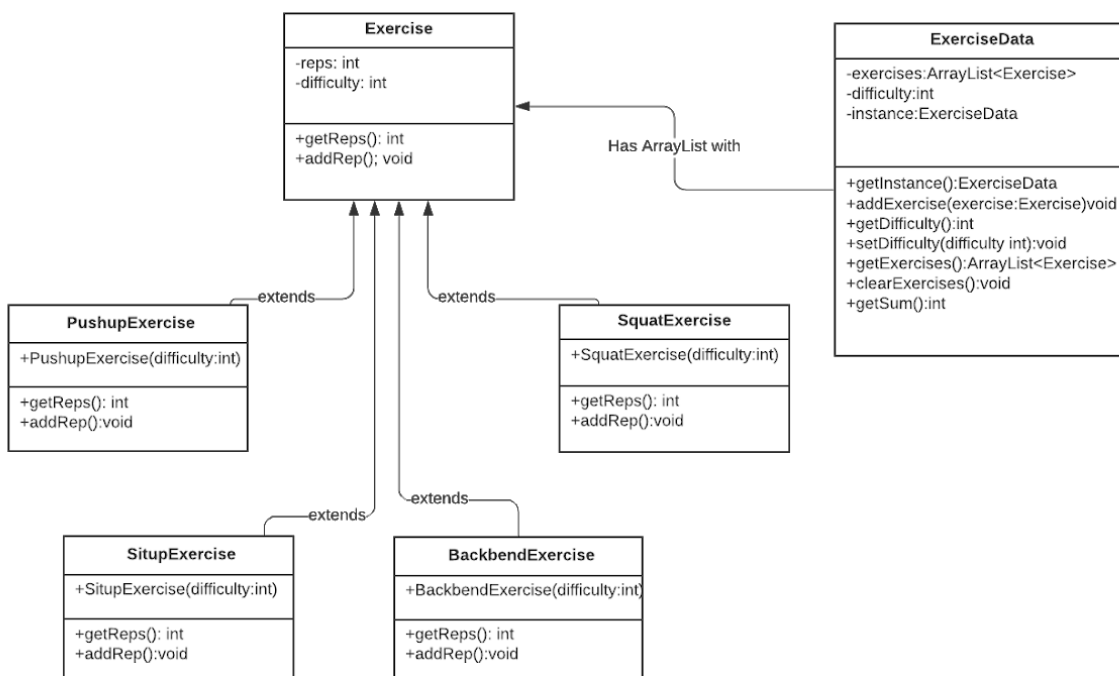 Exercise
-reps: int
-difficulty: int
+getReps(): int
+addRep(); void
ExerciseData
-exercises:ArrayList<Exercise>
-difficulty:int
-instance:ExerciseData
+getInstance():ExerciseData
+addExercise(exercise:Exercise)void
+getDifficulty():int
+setDifficulty(difficulty int):void
+getExercises():ArrayList<Exercise>
+clearExercises():void
+getSum():int
Has ArrayList with
extends
extends
PushupExercise
+PushupExercise(difficulty:int)
+getReps(): int
+addRep():void
SquatExercise
+SquatExercise(difficulty:int)
+getReps(): int
+addRep():void
extends
extends
SitupExercise
+SitupExercise(difficulty:int)
+getReps(): int
+addRep():void
BackbendExercise
+BackbendExercise(difficulty:int)
+getReps(): int
+addRep():void